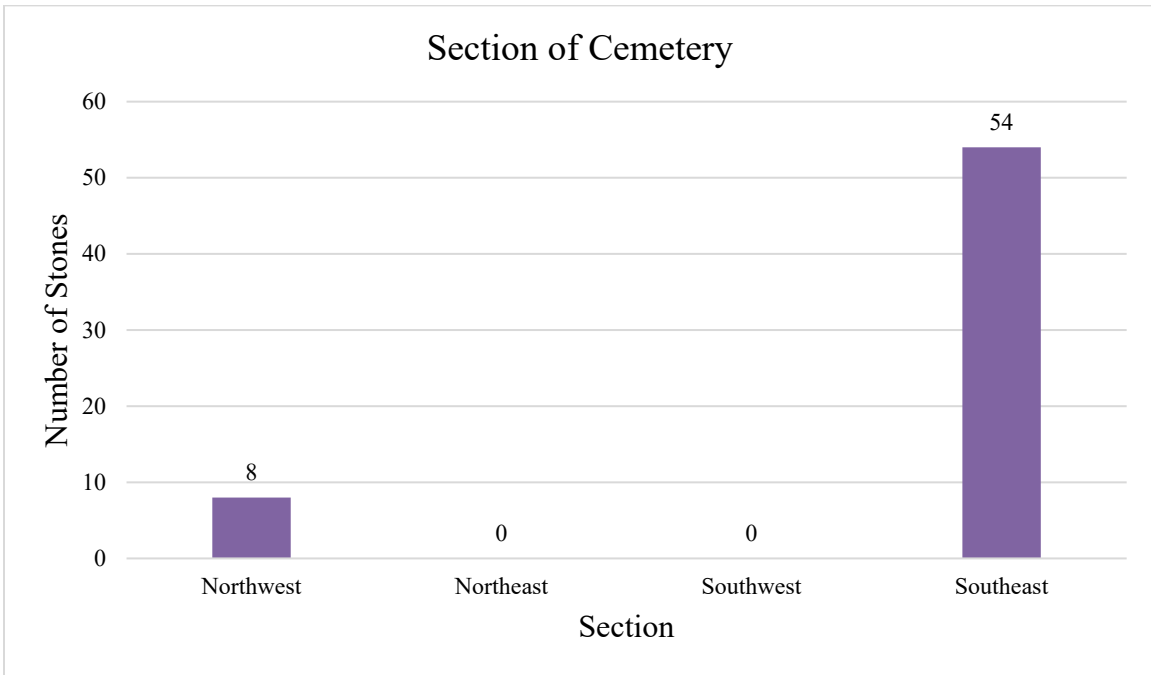 Section of Cemetery
60
50
40
30
20
10
0
Number of Stones
8
0
0
54
Northwest
Northeast
Southwest
Southeast
Section